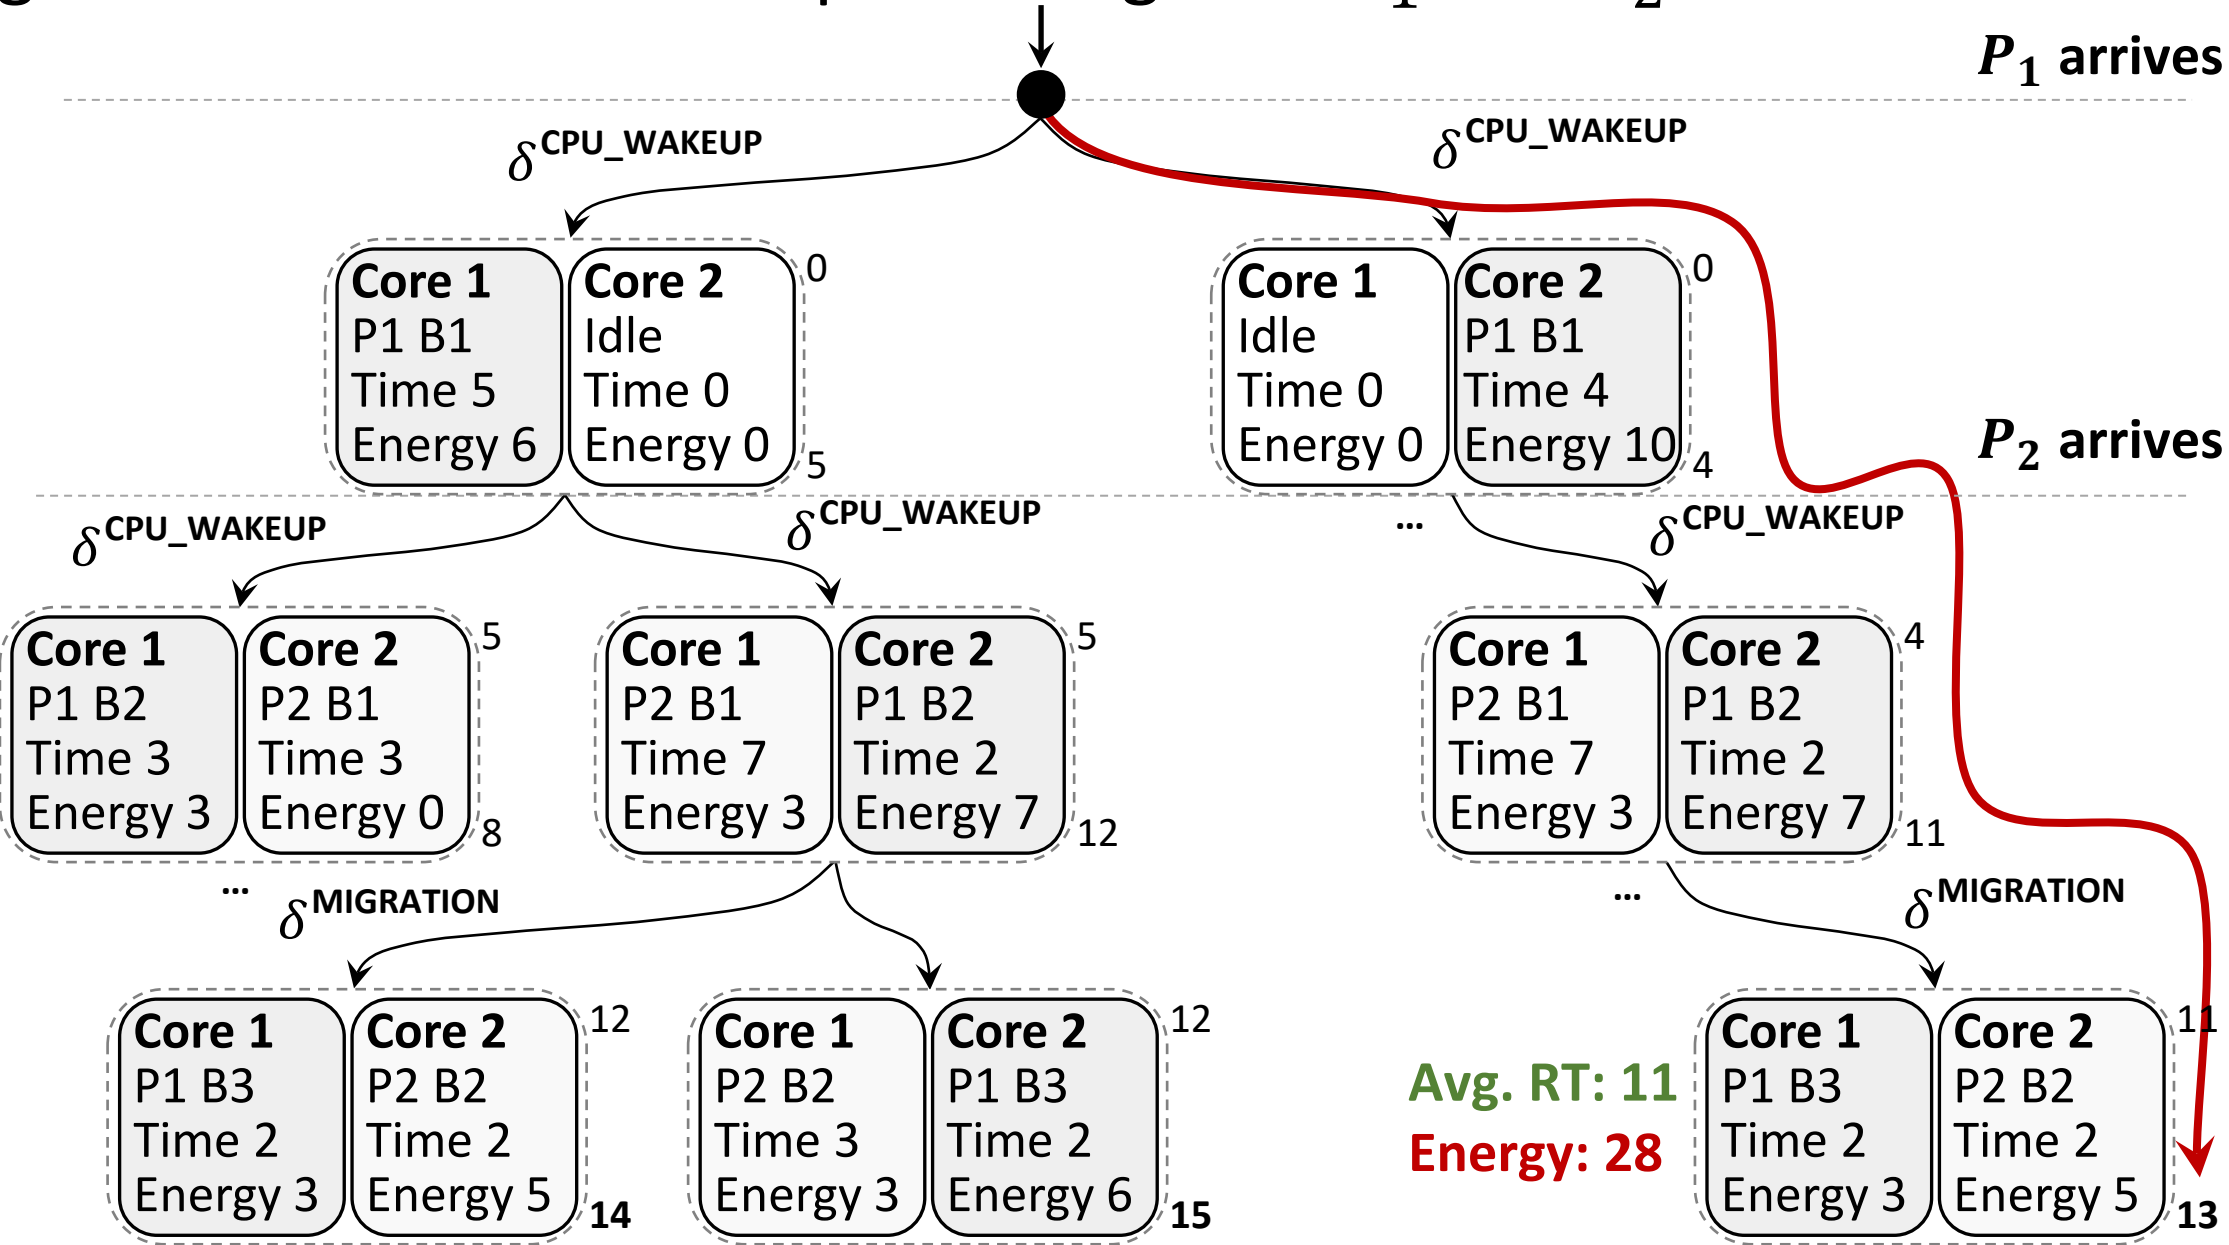 P₁ arrives
δ^CPU_WAKEUP
δ^CPU_WAKEUP
Core 1
P1 B1
Time 5
Energy 6
Core 2
Idle
Time 0
Energy 0
0
5
Core 1
Idle
Time 0
Energy 0
Core 2
P1 B1
Time 4
Energy 10
0
4
P₂ arrives
δ^CPU_WAKEUP
δ^CPU_WAKEUP
...
δ^CPU_WAKEUP
Core 1
P1 B2
Time 3
Energy 3
Core 2
P2 B1
Time 3
Energy 0
5
8
...
Core 1
P2 B1
Time 7
Energy 3
Core 2
P1 B2
Time 2
Energy 7
5
12
Core 1
P2 B1
Time 7
Energy 3
Core 2
P1 B2
Time 2
Energy 7
4
11
...
δ^MIGRATION
δ^MIGRATION
Core 1
P1 B3
Time 2
Energy 3
Core 2
P2 B2
Time 2
Energy 5
12
14
Core 1
P2 B2
Time 3
Energy 3
Core 2
P1 B3
Time 2
Energy 6
12
15
Avg. RT: 11
Energy: 28
Core 1
P1 B3
Time 2
Energy 3
Core 2
P2 B2
Time 2
Energy 5
11
13